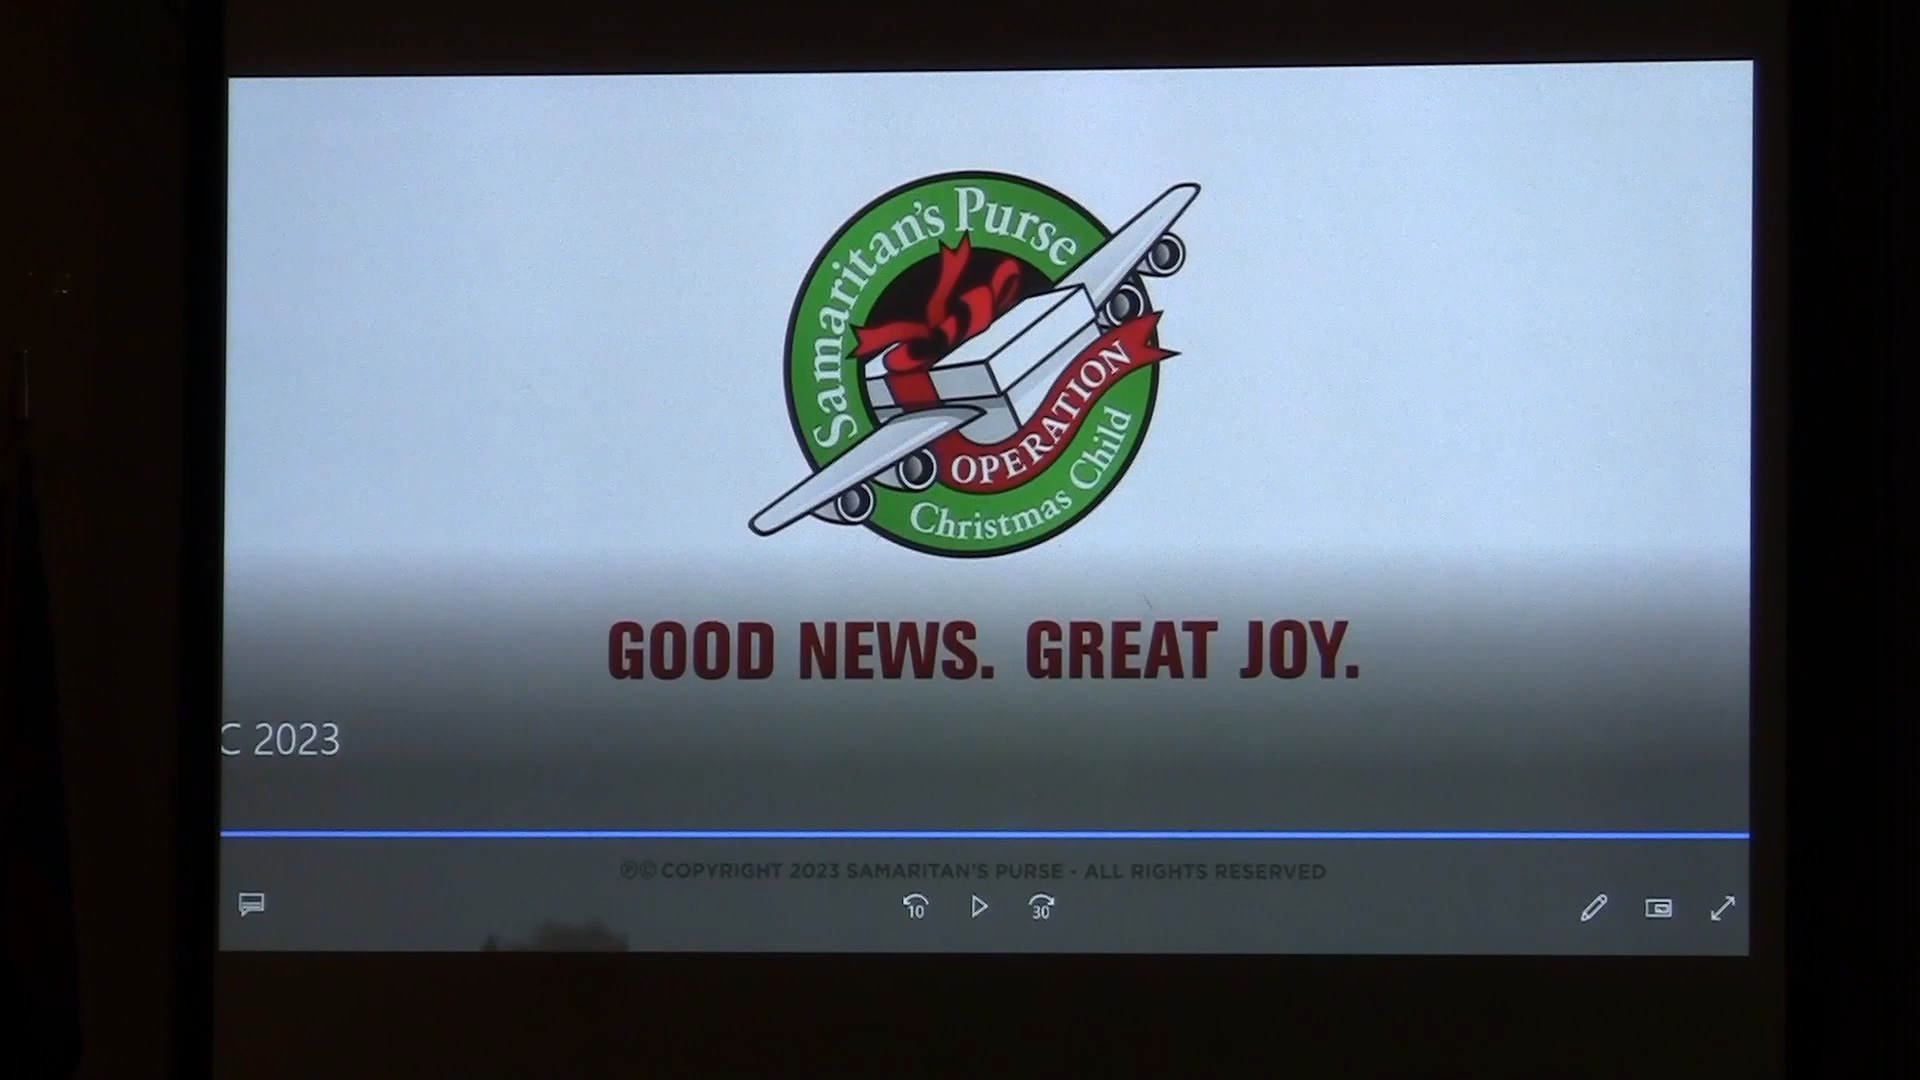 Samaritan's Purse
OPERATION
Christmas Child
GOOD NEWS. GREAT JOY.
C 2023
℗© COPYRIGHT 2023 SAMARITAN'S PURSE - ALL RIGHTS RESERVED
10
30